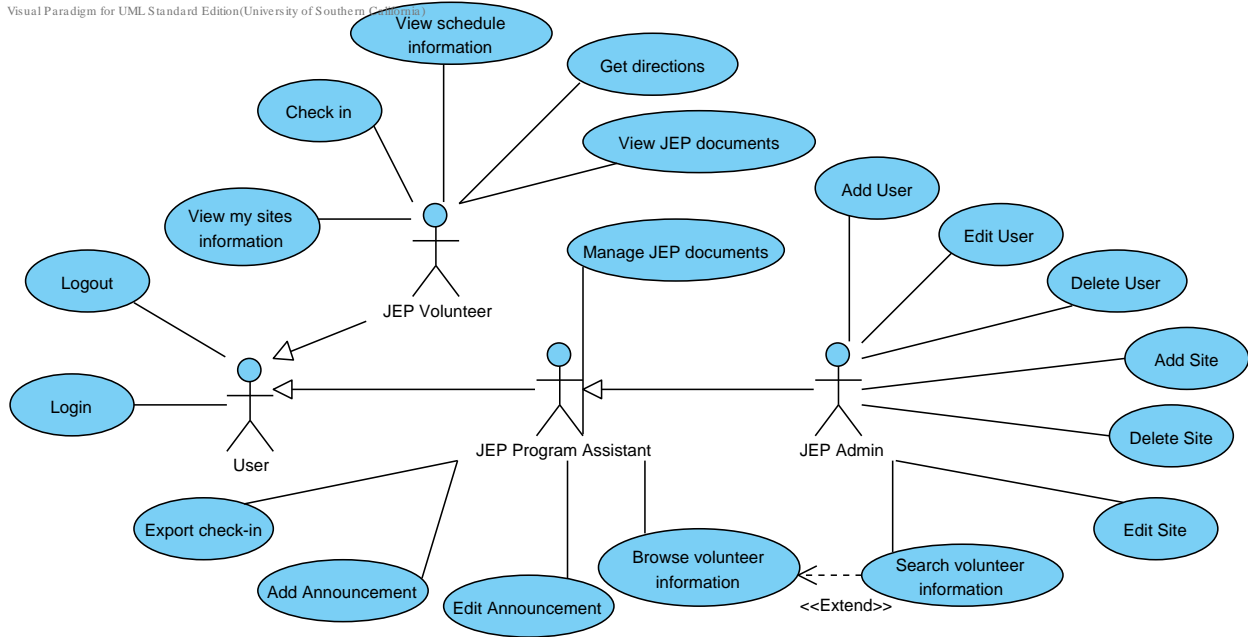 Visual Paradigm for UML Standard Edition(University of Southern California)
View schedule
information
Get directions
Check in
View JEP documents
Add User
View my sites
information
Edit User
Manage JEP documents
Logout
Delete User
JEP Volunteer
Add Site
Login
Delete Site
User
JEP Program Assistant
JEP Admin
Export check-in
Edit Site
Browse volunteer
information
Search volunteer
information
Add Announcement
Edit Announcement
<<Extend>>